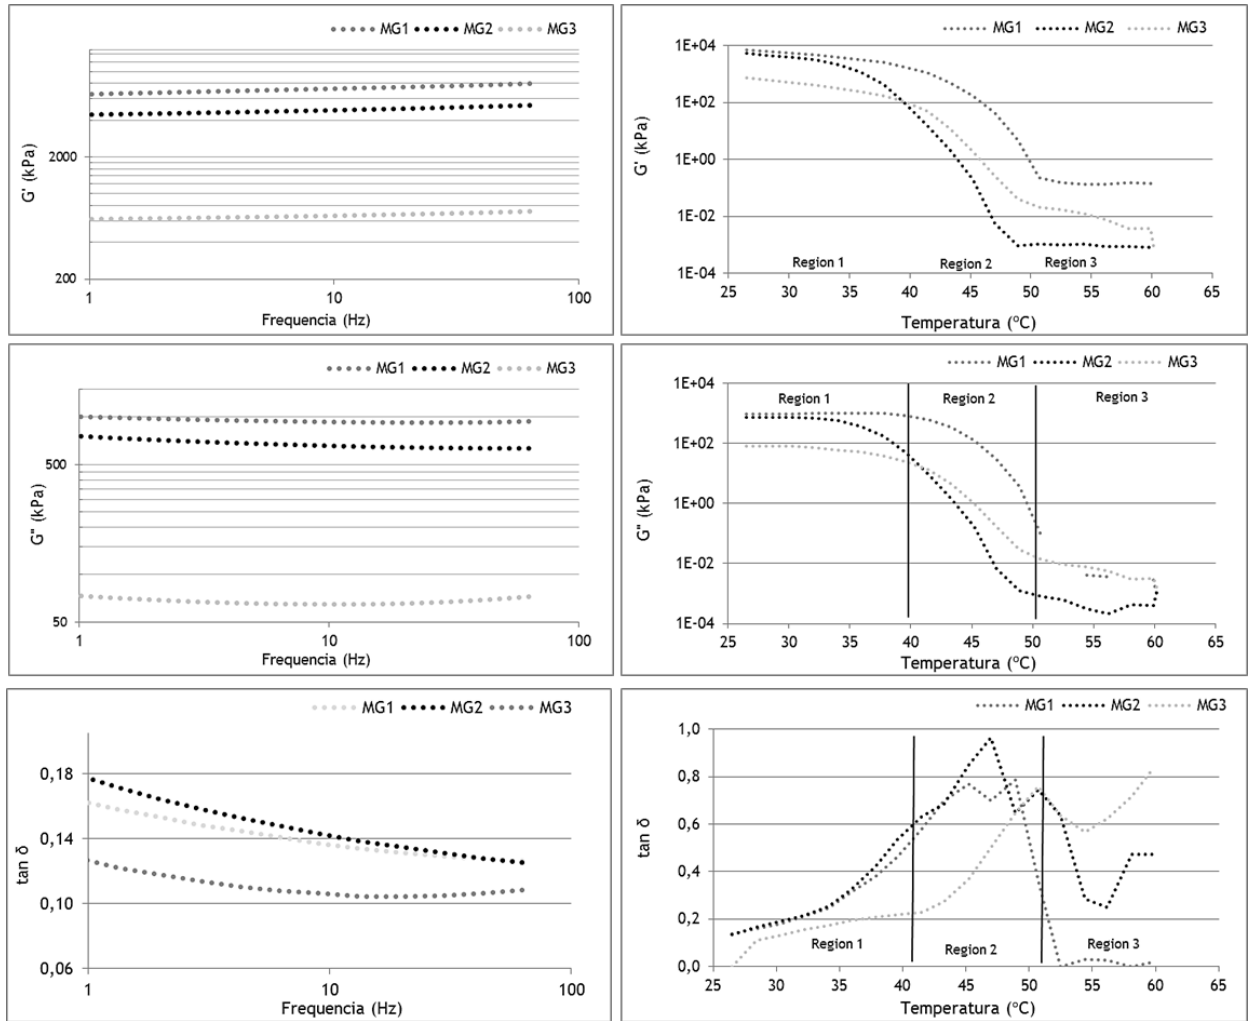 MG1 MG2 MG3
G' (kPa)
2000
200
1 10 100
Frequencia (Hz)
MG1 MG2 MG3
G' (kPa)
1E+04
1E+02
1E+00
1E-02
1E-04
Region 1 Region 2 Region 3
25 30 35 40 45 50 55 60 65
Temperatura (°C)
MG1 MG2 MG3
G" (kPa)
500
50
1 10 100
Frequencia (Hz)
MG1 MG2 MG3
G" (kPa)
1E+04
Region 1 Region 2 Region 3
1E+02
1E+00
1E-02
1E-04
25 30 35 40 45 50 55 60 65
Temperatura (°C)
MG1 MG2 MG3
tan δ
0,18
0,14
0,10
0,06
1 10 100
Frequencia (Hz)
MG1 MG2 MG3
tan δ
1,0
0,8
0,6
0,4
0,2
Region 1 Region 2 Region 3
0,0
25 30 35 40 45 50 55 60 65
Temperatura (°C)